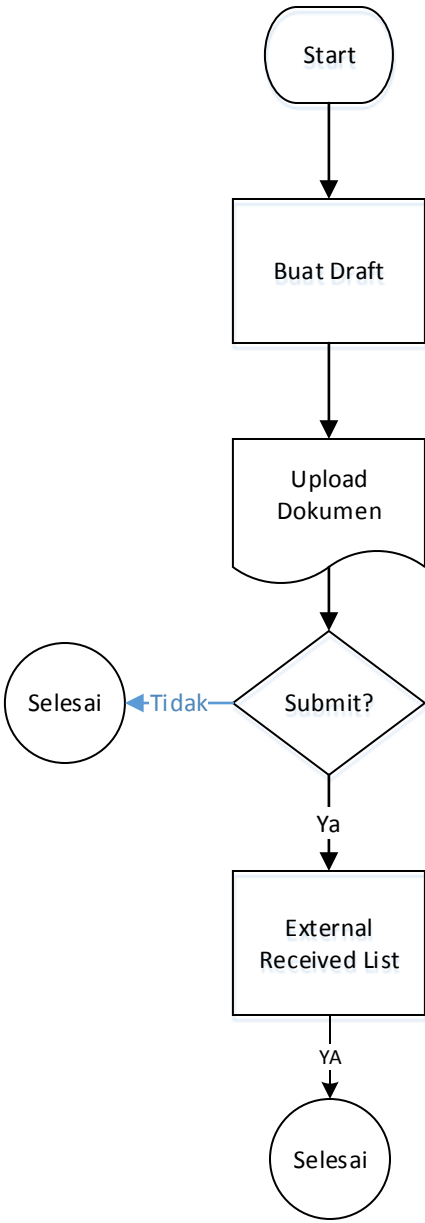 Start
Buat Draft
Upload
Dokumen
Submit?
Tidak
Selesai
Ya
External
Received List
YA
Selesai